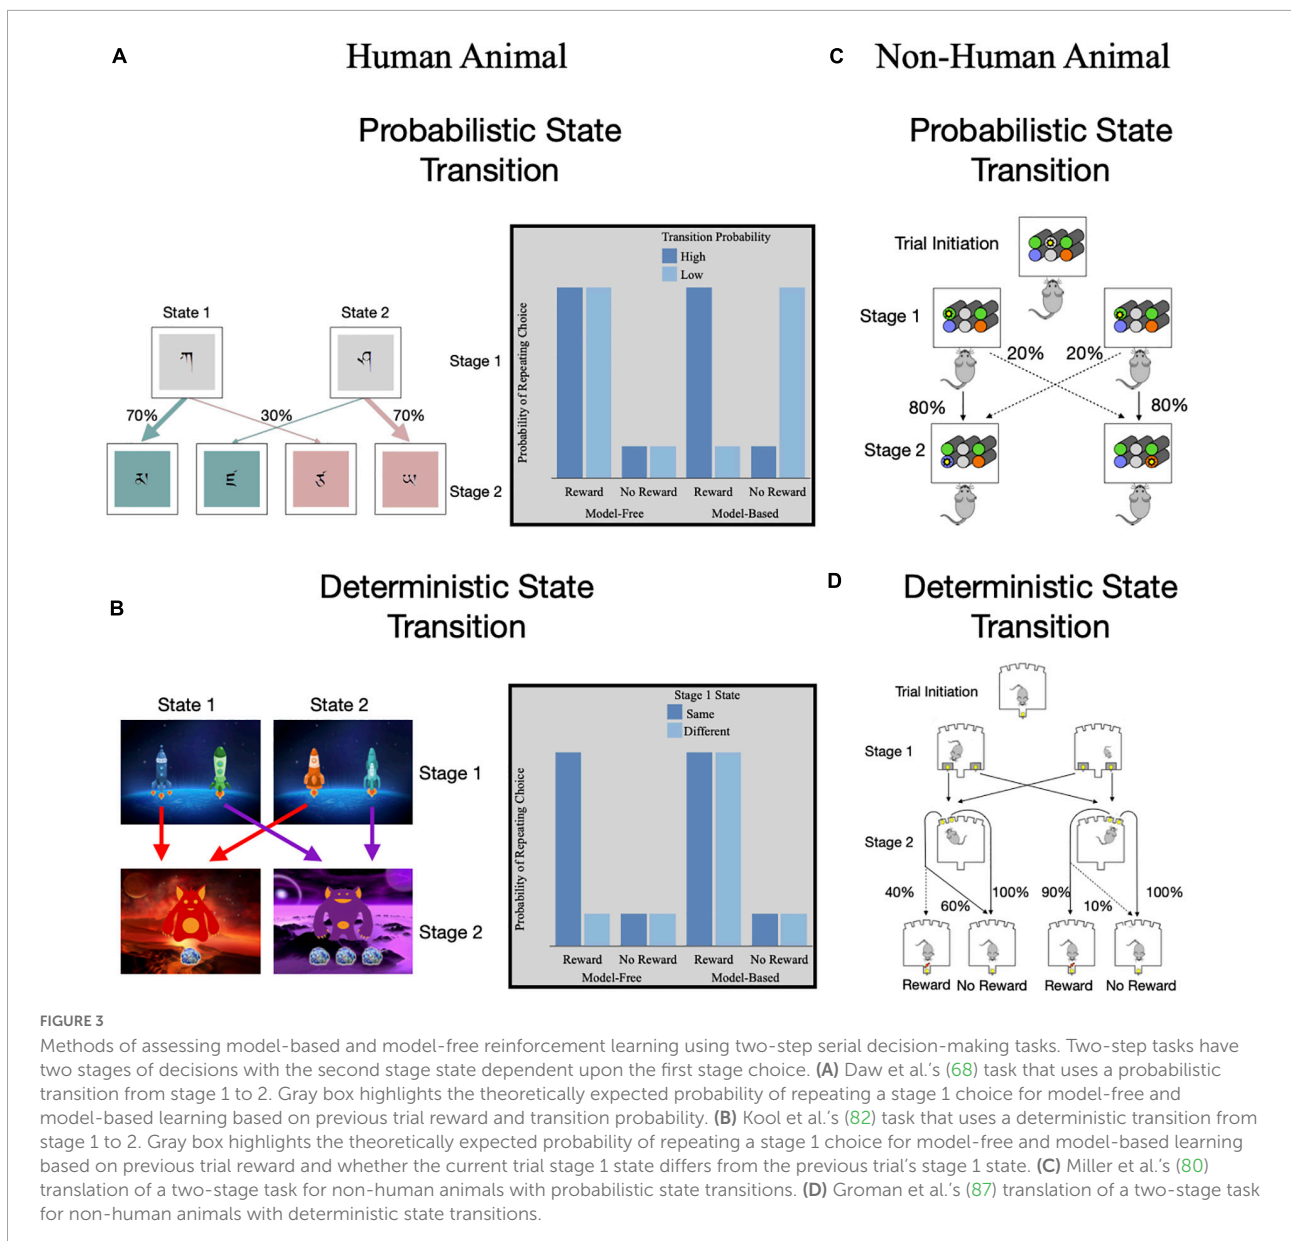 A
Human Animal
Probabilistic State
Transition
State 1
State 2
Stage 1
ཀ
ཤ
70%
30%
70%
Stage 2
Transition Probability
High
Low
Probability of Repeating Choice
Reward
No Reward
Reward
No Reward
Model-Free
Model-Based
C
Non-Human Animal
Probabilistic State
Transition
Trial Initiation
Stage 1
20%
20%
80%
80%
Stage 2
B
Deterministic State
Transition
State 1
State 2
Stage 1
Stage 2
Stage 1 State
Same
Different
Probability of Repeating Choice
Reward
No Reward
Reward
No Reward
Model-Free
Model-Based
D
Deterministic State
Transition
Trial Initiation
Stage 1
Stage 2
40%
60%
100%
90%
10%
100%
Reward
No Reward
Reward
No Reward
FIGURE 3
Methods of assessing model-based and model-free reinforcement learning using two-step serial decision-making tasks. Two-step tasks have
two stages of decisions with the second stage state dependent upon the first stage choice. (A) Daw et al.’s (68) task that uses a probabilistic
transition from stage 1 to 2. Gray box highlights the theoretically expected probability of repeating a stage 1 choice for model-free and
model-based learning based on previous trial reward and transition probability. (B) Kool et al.’s (82) task that uses a deterministic transition from
stage 1 to 2. Gray box highlights the theoretically expected probability of repeating a stage 1 choice for model-free and model-based learning
based on previous trial reward and whether the current trial stage 1 state differs from the previous trial’s stage 1 state. (C) Miller et al.’s (80)
translation of a two-stage task for non-human animals with probabilistic state transitions. (D) Groman et al.’s (87) translation of a two-stage task
for non-human animals with deterministic state transitions.